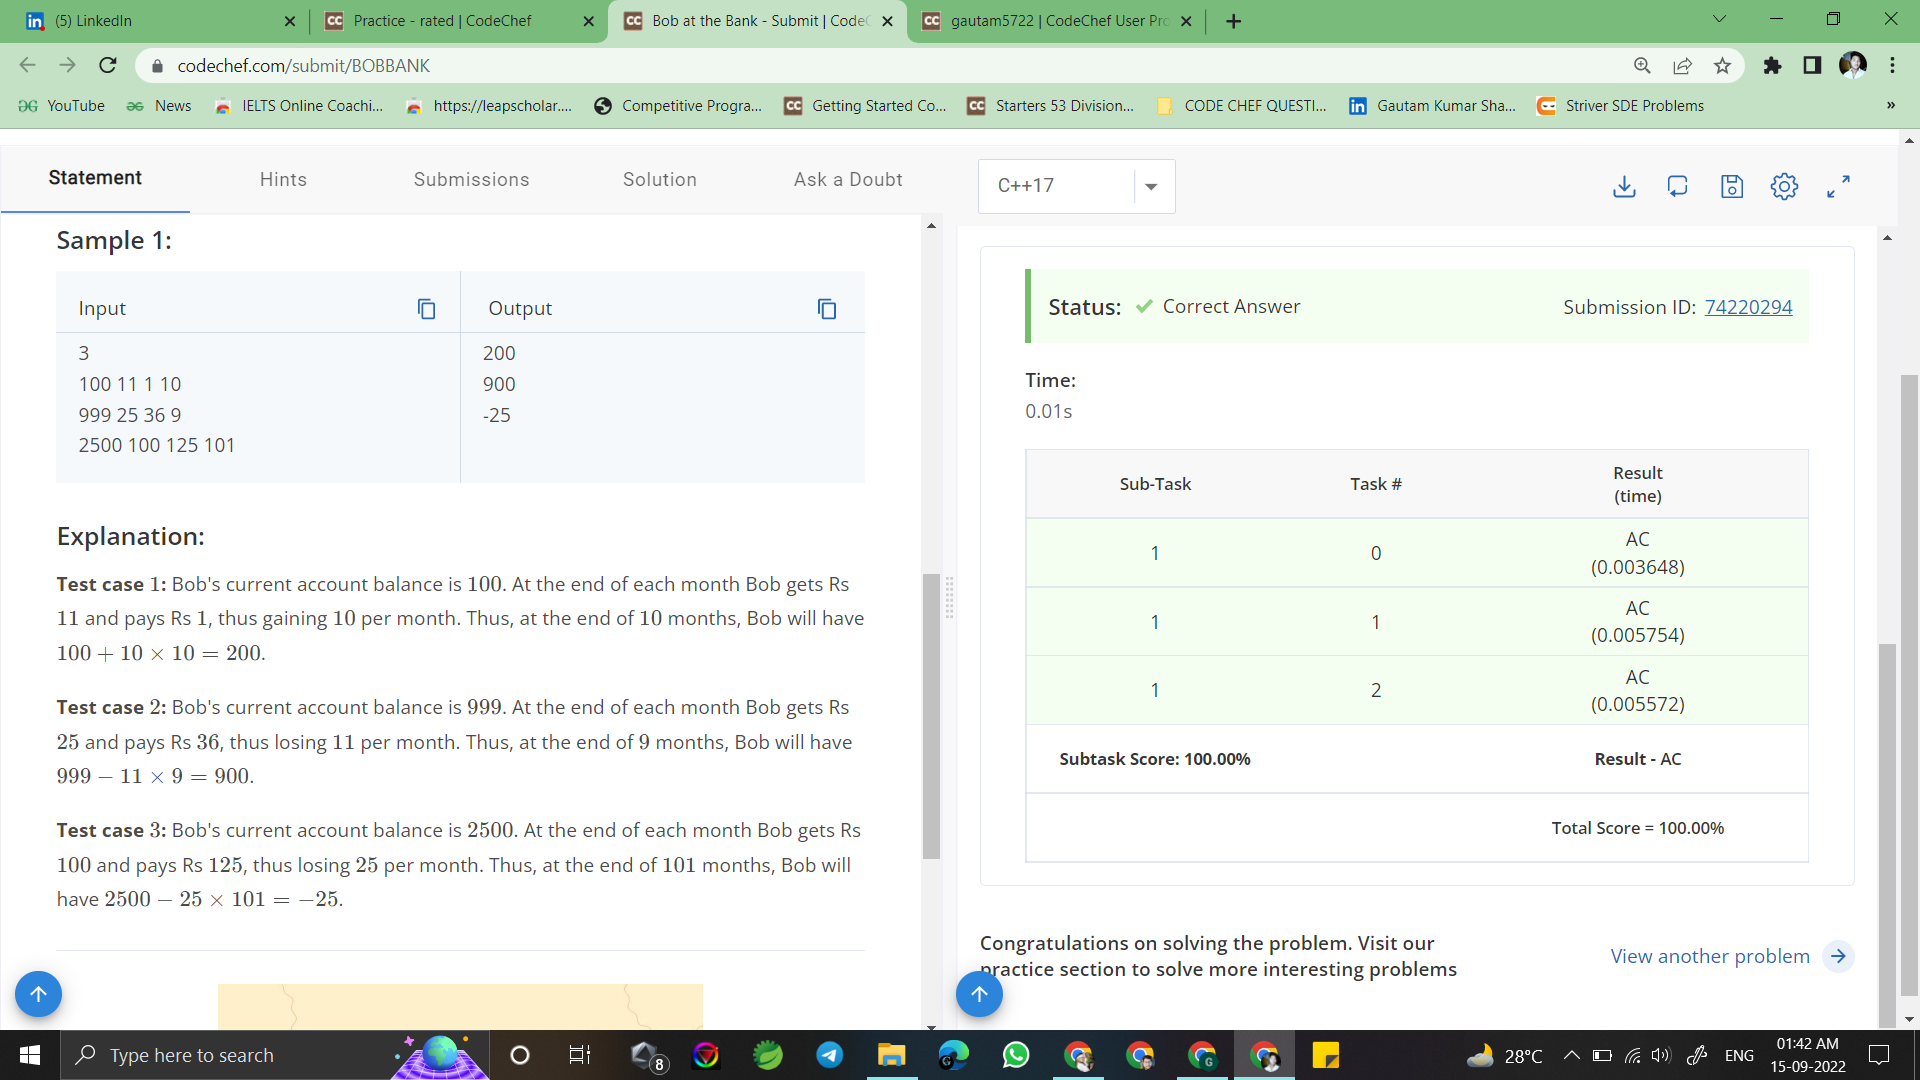 (5) LinkedIn
Practice - rated | CodeChef
Bob at the Bank - Submit | CodeC
gautam5722 | CodeChef User Pro
codechef.com/submit/BOBBANK
YouTube
News
IELTS Online Coachi...
https://leapscholar....
Competitive Progra...
Getting Started Co...
Starters 53 Division...
CODE CHEF QUESTI...
Gautam Kumar Sha...
Striver SDE Problems
»
Statement
Hints
Submissions
Solution
Ask a Doubt
C++17
Sample 1:
Input
Output
3
100 11 1 10
999 25 36 9
2500 100 125 101
200
900
-25
Explanation:
Test case 1: Bob's current account balance is 100. At the end of each month Bob gets Rs
11 and pays Rs 1, thus gaining 10 per month. Thus, at the end of 10 months, Bob will have
100 + 10 × 10 = 200.
Test case 2: Bob's current account balance is 999. At the end of each month Bob gets Rs
25 and pays Rs 36, thus losing 11 per month. Thus, at the end of 9 months, Bob will have
999 − 11 × 9 = 900.
Test case 3: Bob's current account balance is 2500. At the end of each month Bob gets Rs
100 and pays Rs 125, thus losing 25 per month. Thus, at the end of 101 months, Bob will
have 2500 − 25 × 101 = −25.
Status: Correct Answer
Submission ID: 74220294
Time:
0.01s
Sub-Task
Task #
Result
(time)
1
0
AC
(0.003648)
1
1
AC
(0.005754)
1
2
AC
(0.005572)
Subtask Score: 100.00%
Result - AC
Total Score = 100.00%
Congratulations on solving the problem. Visit our
practice section to solve more interesting problems
View another problem
Type here to search
8
28°C
ENG
01:42 AM
15-09-2022